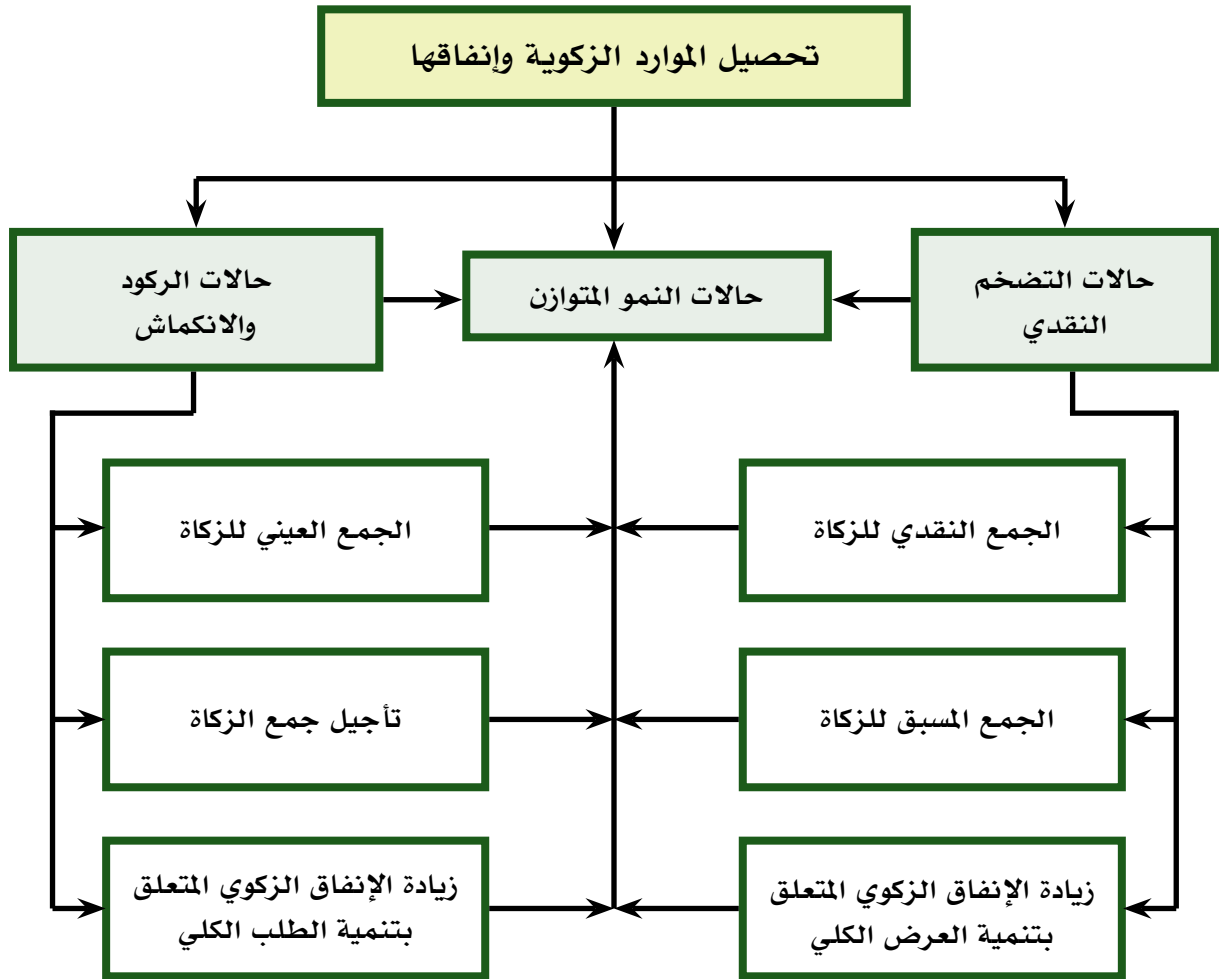 تحصيل الموارد الزكوية وإنفاقها
حالات التضخم
النقدي
حالات النمو المتوازن
حالات الركود
والانكماش
الجمع النقدي للزكاة
الجمع العيني للزكاة
الجمع المسبق للزكاة
تأجيل جمع الزكاة
زيادة الإنفاق الزكوي المتعلق
بتنمية العرض الكلي
زيادة الإنفاق الزكوي المتعلق
بتنمية الطلب الكلي